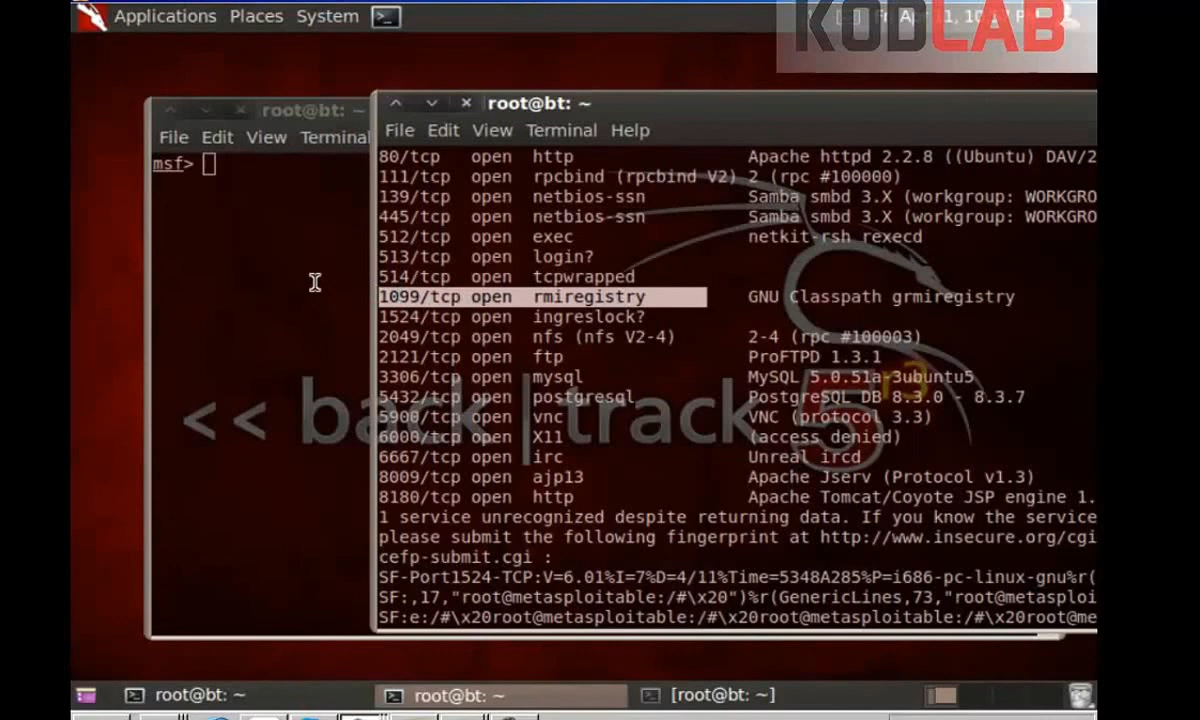 Applications Places System
KODLAB
root@bt: ~
File Edit View Terminal
msf>
root@bt: ~
File Edit View Terminal Help
80/tcp open http Apache httpd 2.2.8 ((Ubuntu) DAV/2
111/tcp open rpcbind (rpcbind V2) 2 (rpc #100000)
139/tcp open netbios-ssn Samba smbd 3.X (workgroup: WORKGRO
445/tcp open netbios-ssn Samba smbd 3.X (workgroup: WORKGRO
512/tcp open exec netkit-rsh rexecd
513/tcp open login?
514/tcp open tcpwrapped
1099/tcp open rmiregistry GNU Classpath grmiregistry
1524/tcp open ingreslock?
2049/tcp open nfs (nfs V2-4) 2-4 (rpc #100003)
2121/tcp open ftp ProFTPD 1.3.1
3306/tcp open mysql MySQL 5.0.51a-3ubuntu5
5432/tcp open postgresql PostgreSQL DB 8.3.0 - 8.3.7
5900/tcp open vnc VNC (protocol 3.3)
6000/tcp open X11 (access denied)
6667/tcp open irc Unreal ircd
8009/tcp open ajp13 Apache Jserv (Protocol v1.3)
8180/tcp open http Apache Tomcat/Coyote JSP engine 1.
1 service unrecognized despite returning data. If you know the service
please submit the following fingerprint at http://www.insecure.org/cgi
cefp-submit.cgi :
SF-Port1524-TCP:V=6.01%I=7%D=4/11%Time=5348A285%P=i686-pc-linux-gnu%r(
SF:,17,"root@metasploitable:/#\x20")%r(GenericLines,73,"root@metasploi
SF:e:/#\x20root@metasploitable:/#\x20root@metasploitable:/#\x20root@me
<< back|track 5 r3
root@bt: ~
root@bt: ~
[root@bt: ~]